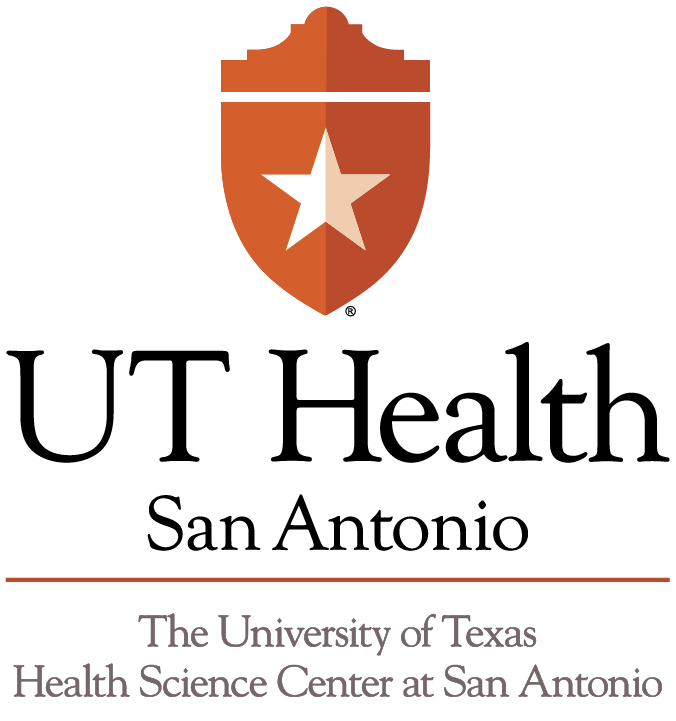 ®
UT Health
San Antonio
The University of Texas
Health Science Center at San Antonio